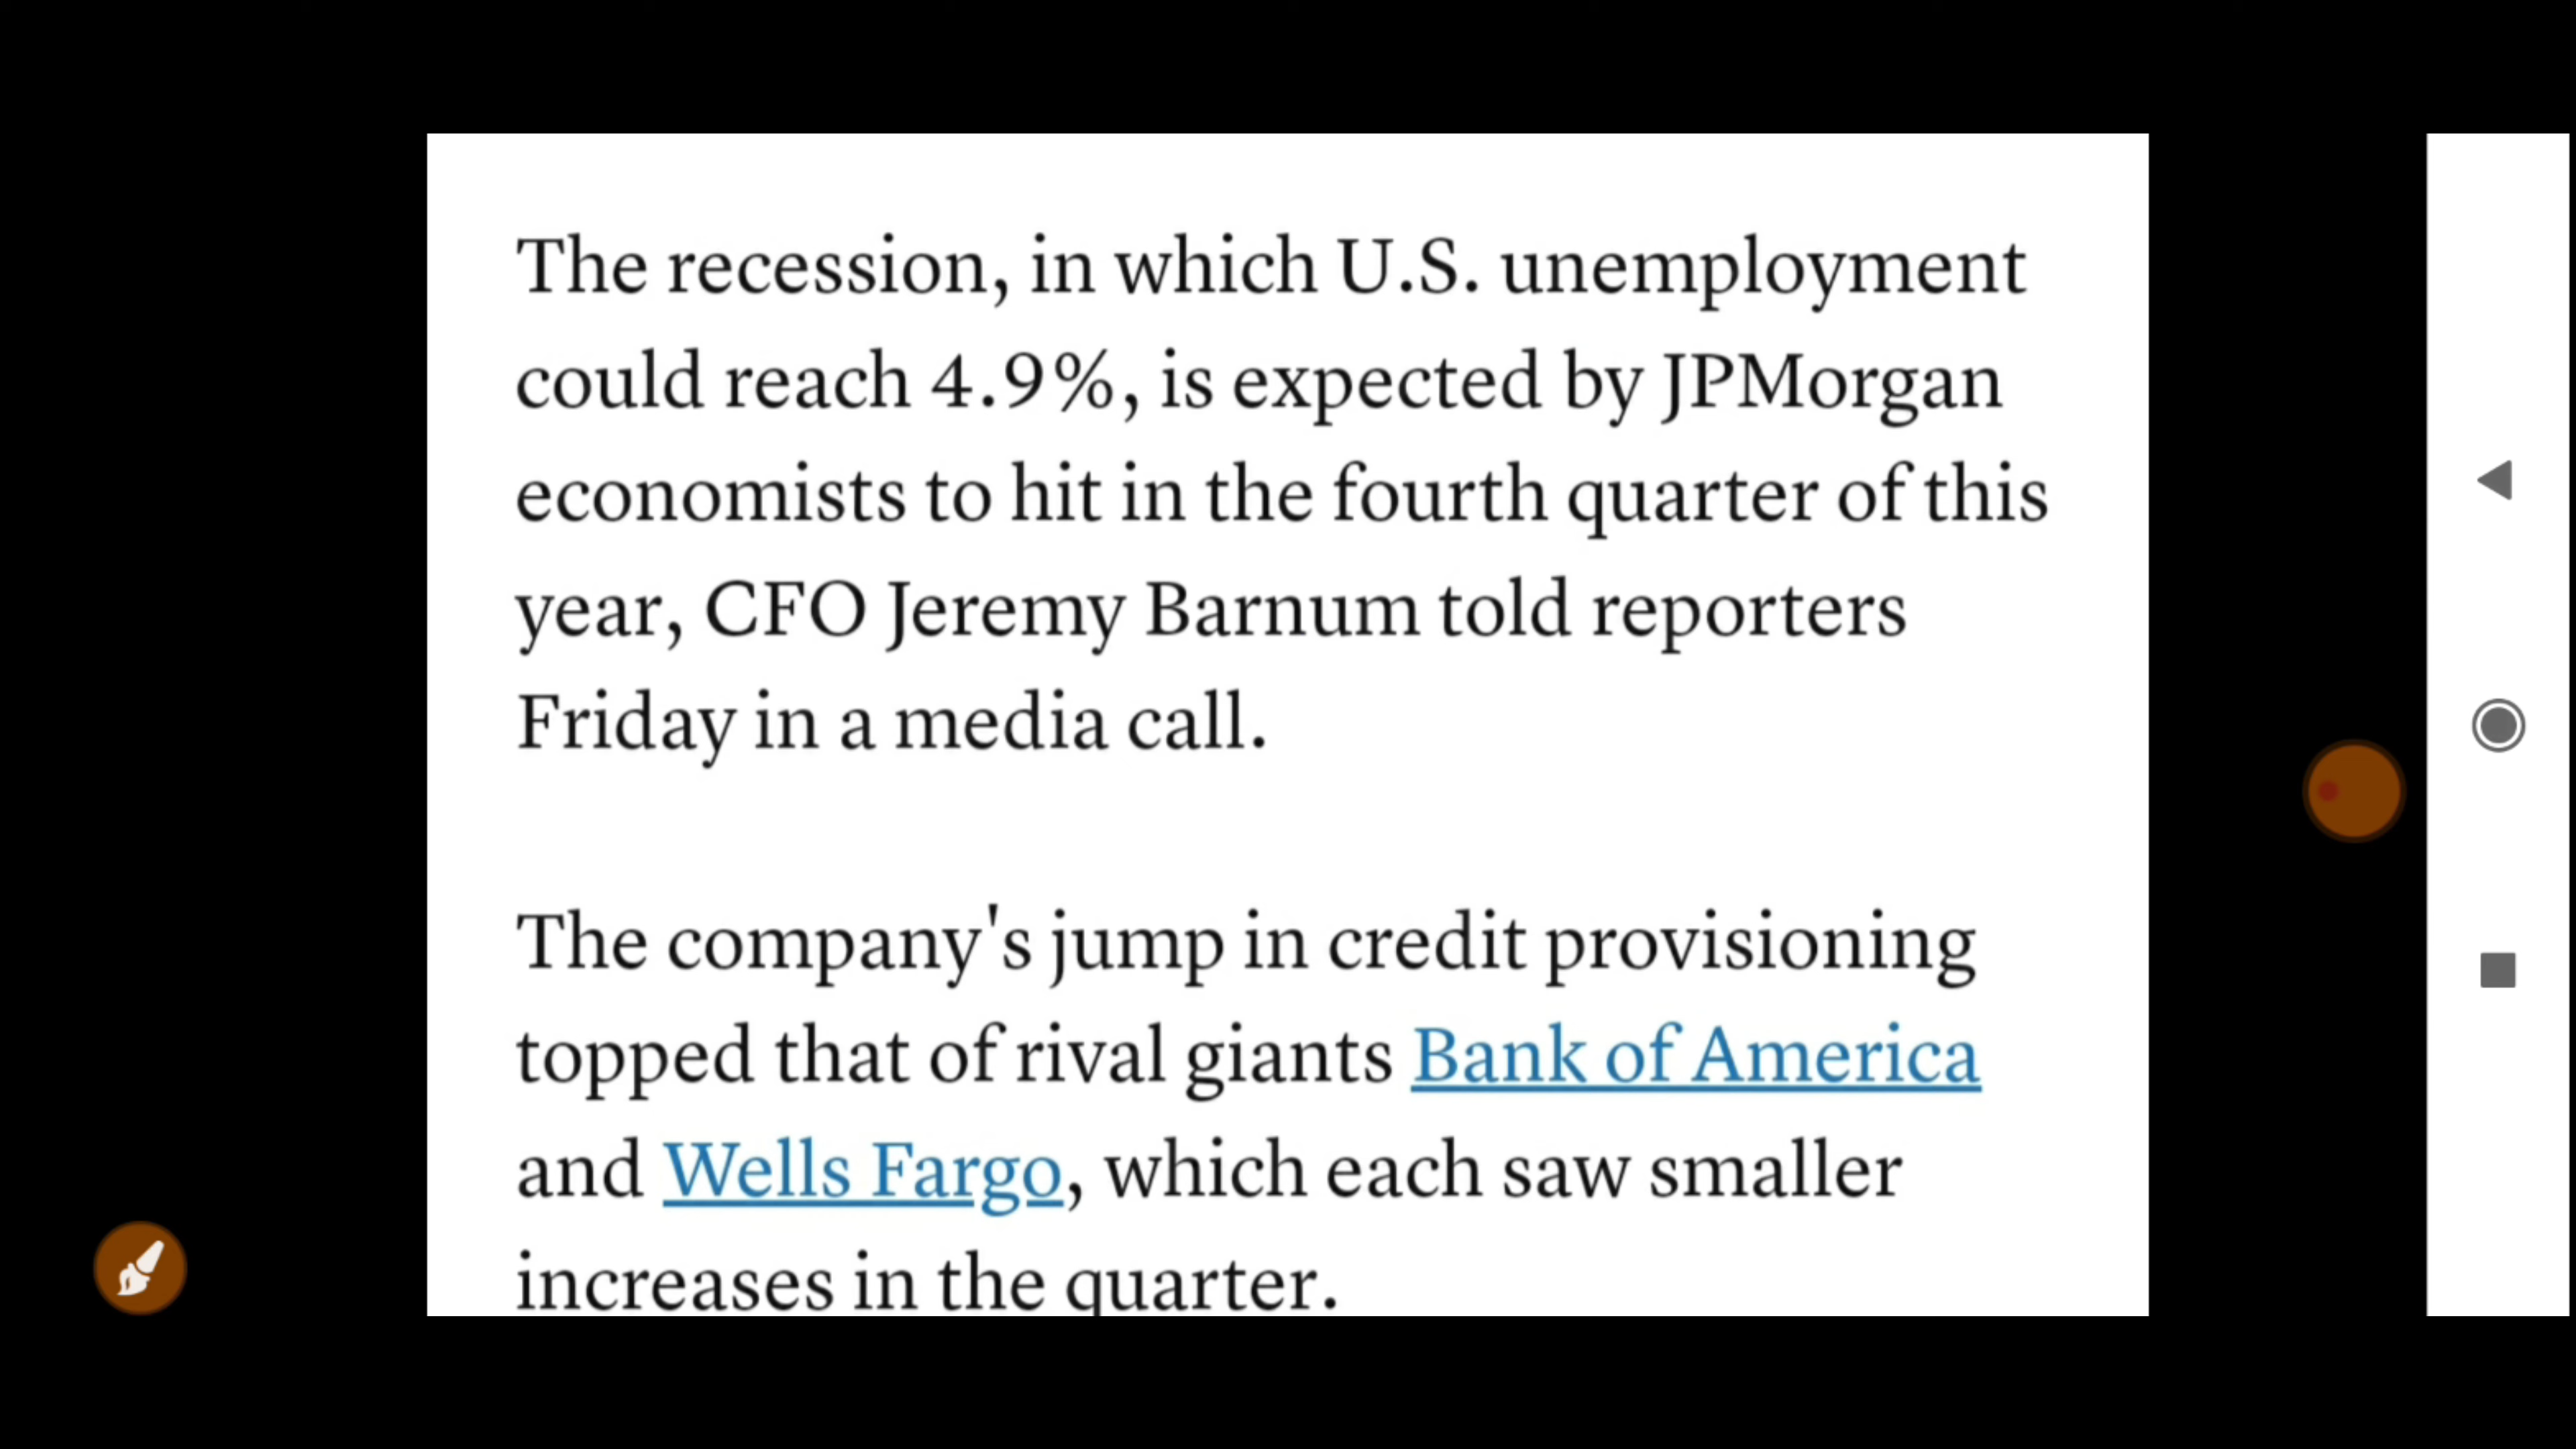 The recession, in which U.S. unemployment
could reach 4.9%, is expected by JPMorgan
economists to hit in the fourth quarter of this
year, CFO Jeremy Barnum told reporters
Friday in a media call.
The company's jump in credit provisioning
topped that of rival giants Bank of America
and Wells Fargo, which each saw smaller
increases in the quarter.